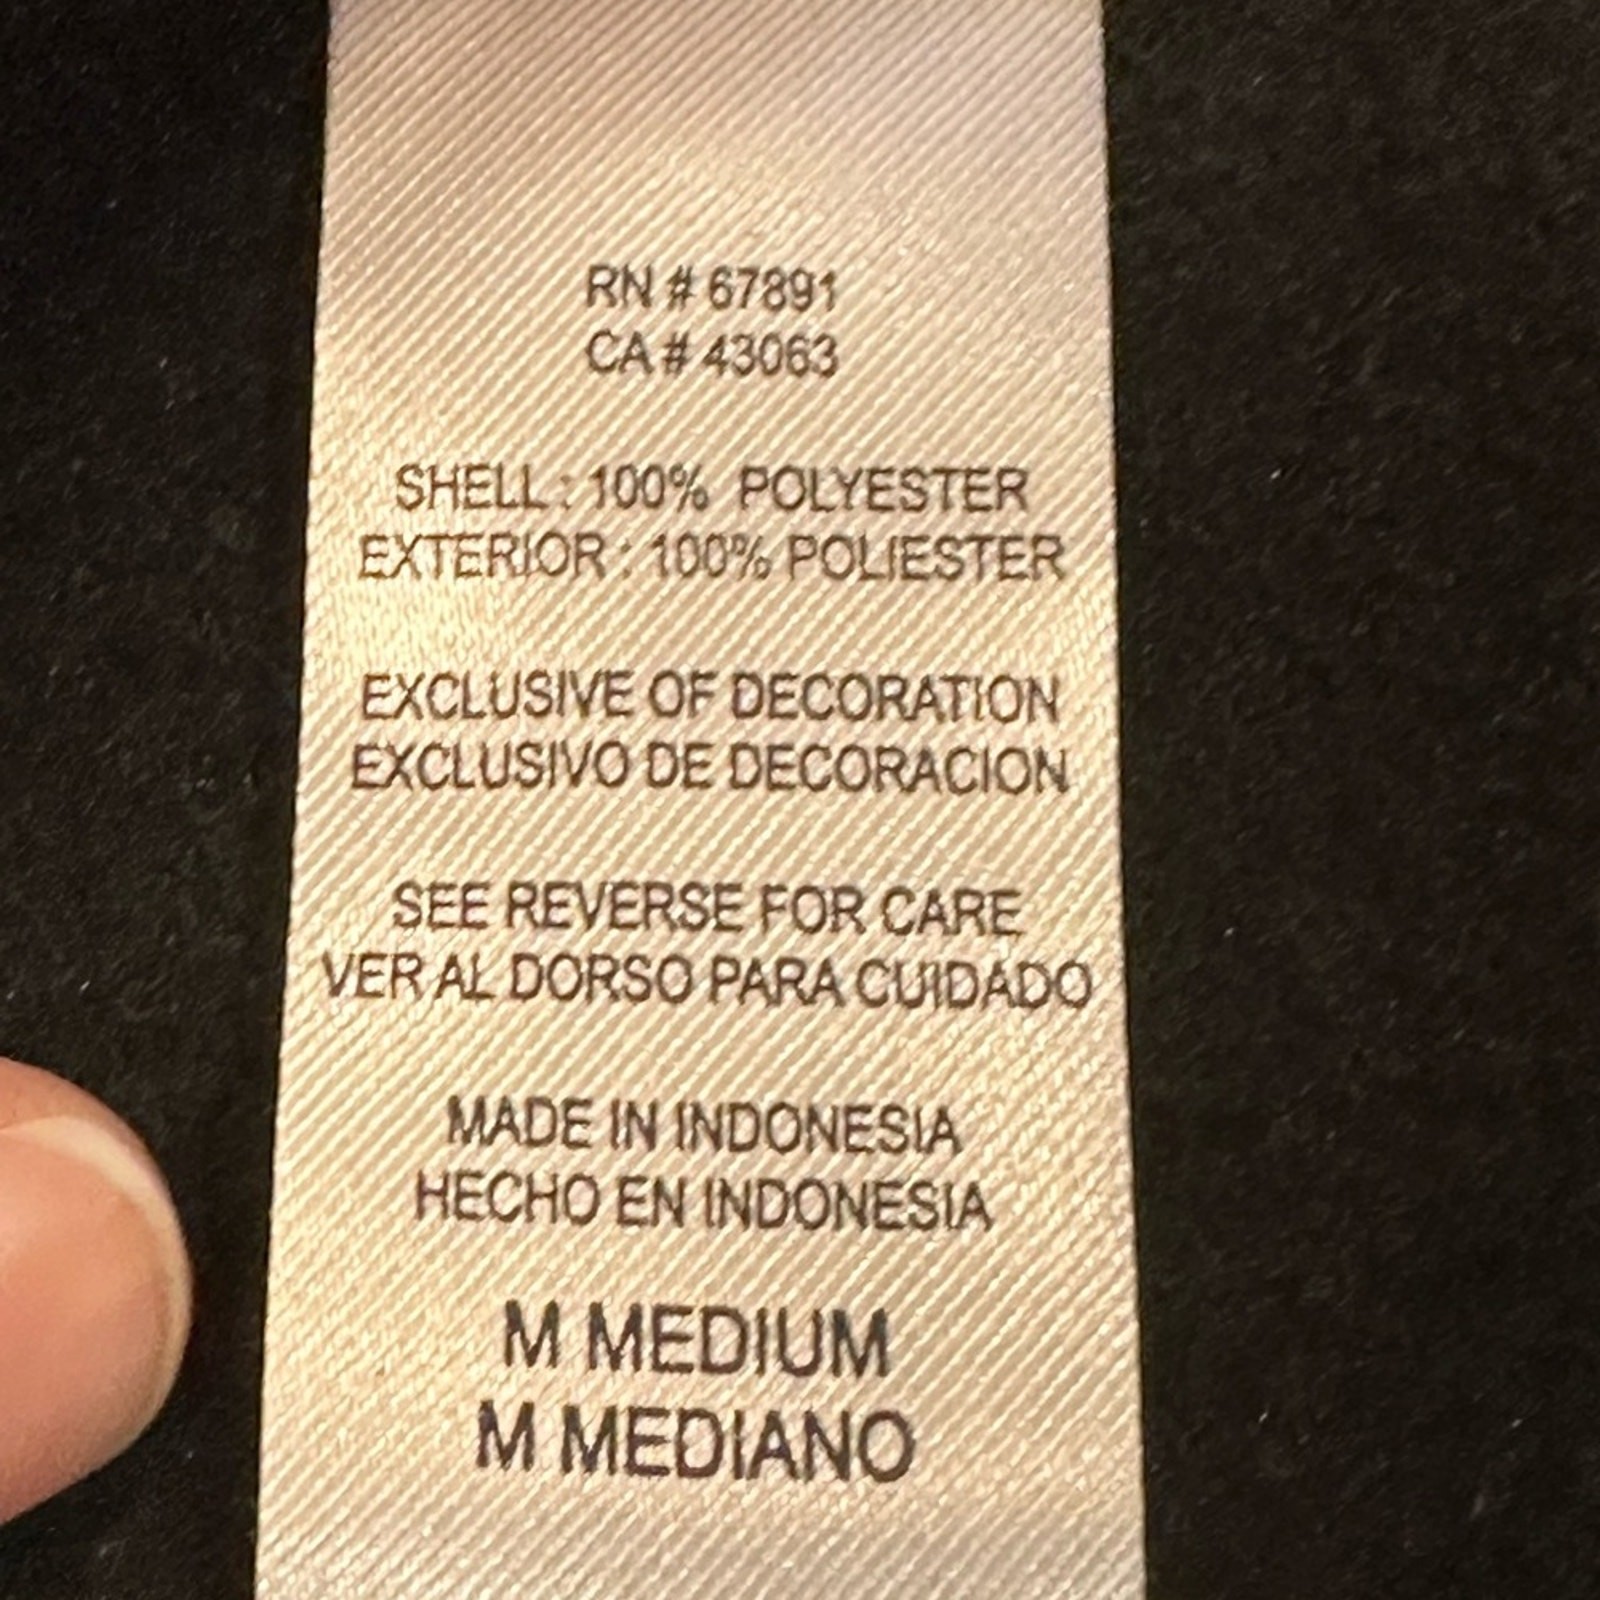 RN # 67891
CA # 43063
SHELL : 100% POLYESTER
EXTERIOR : 100% POLIESTER
EXCLUSIVE OF DECORATION
EXCLUSIVO DE DECORACION
SEE REVERSE FOR CARE
VER AL DORSO PARA CUIDADO
MADE IN INDONESIA
HECHO EN INDONESIA
M MEDIUM
M MEDIANO